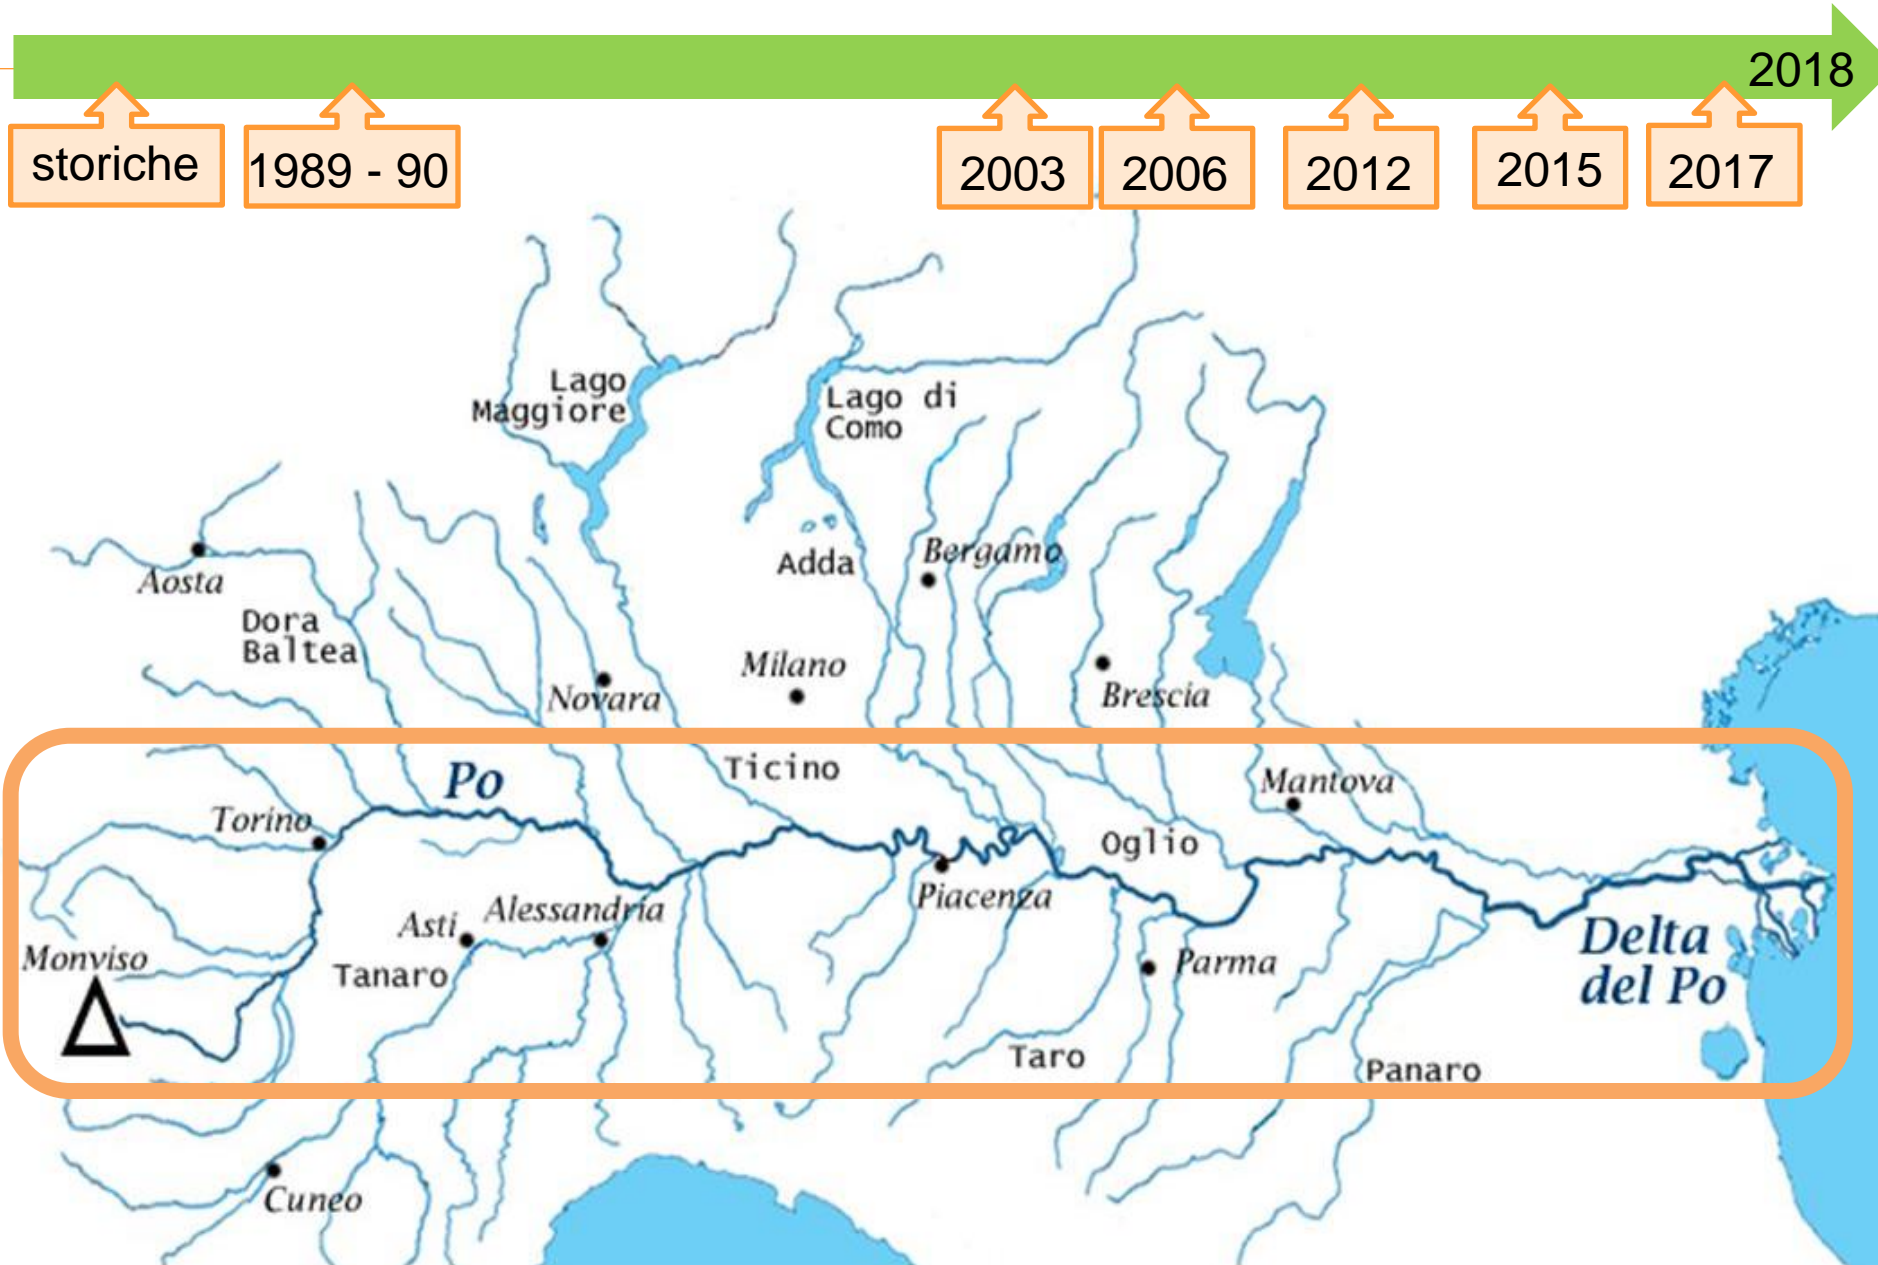 2018
storiche
1989 - 90
2003
2006
2012
2015
2017
Lago
Maggiore
Lago di
Como
Adda
Bergamo
Aosta
Dora
Baltea
Milano
Novara
Brescia
Ticino
Po
Mantova
Torino
Oglio
Piacenza
Asti
Alessandria
Monviso
Tanaro
Parma
Delta
del Po
Taro
Panaro
Cuneo